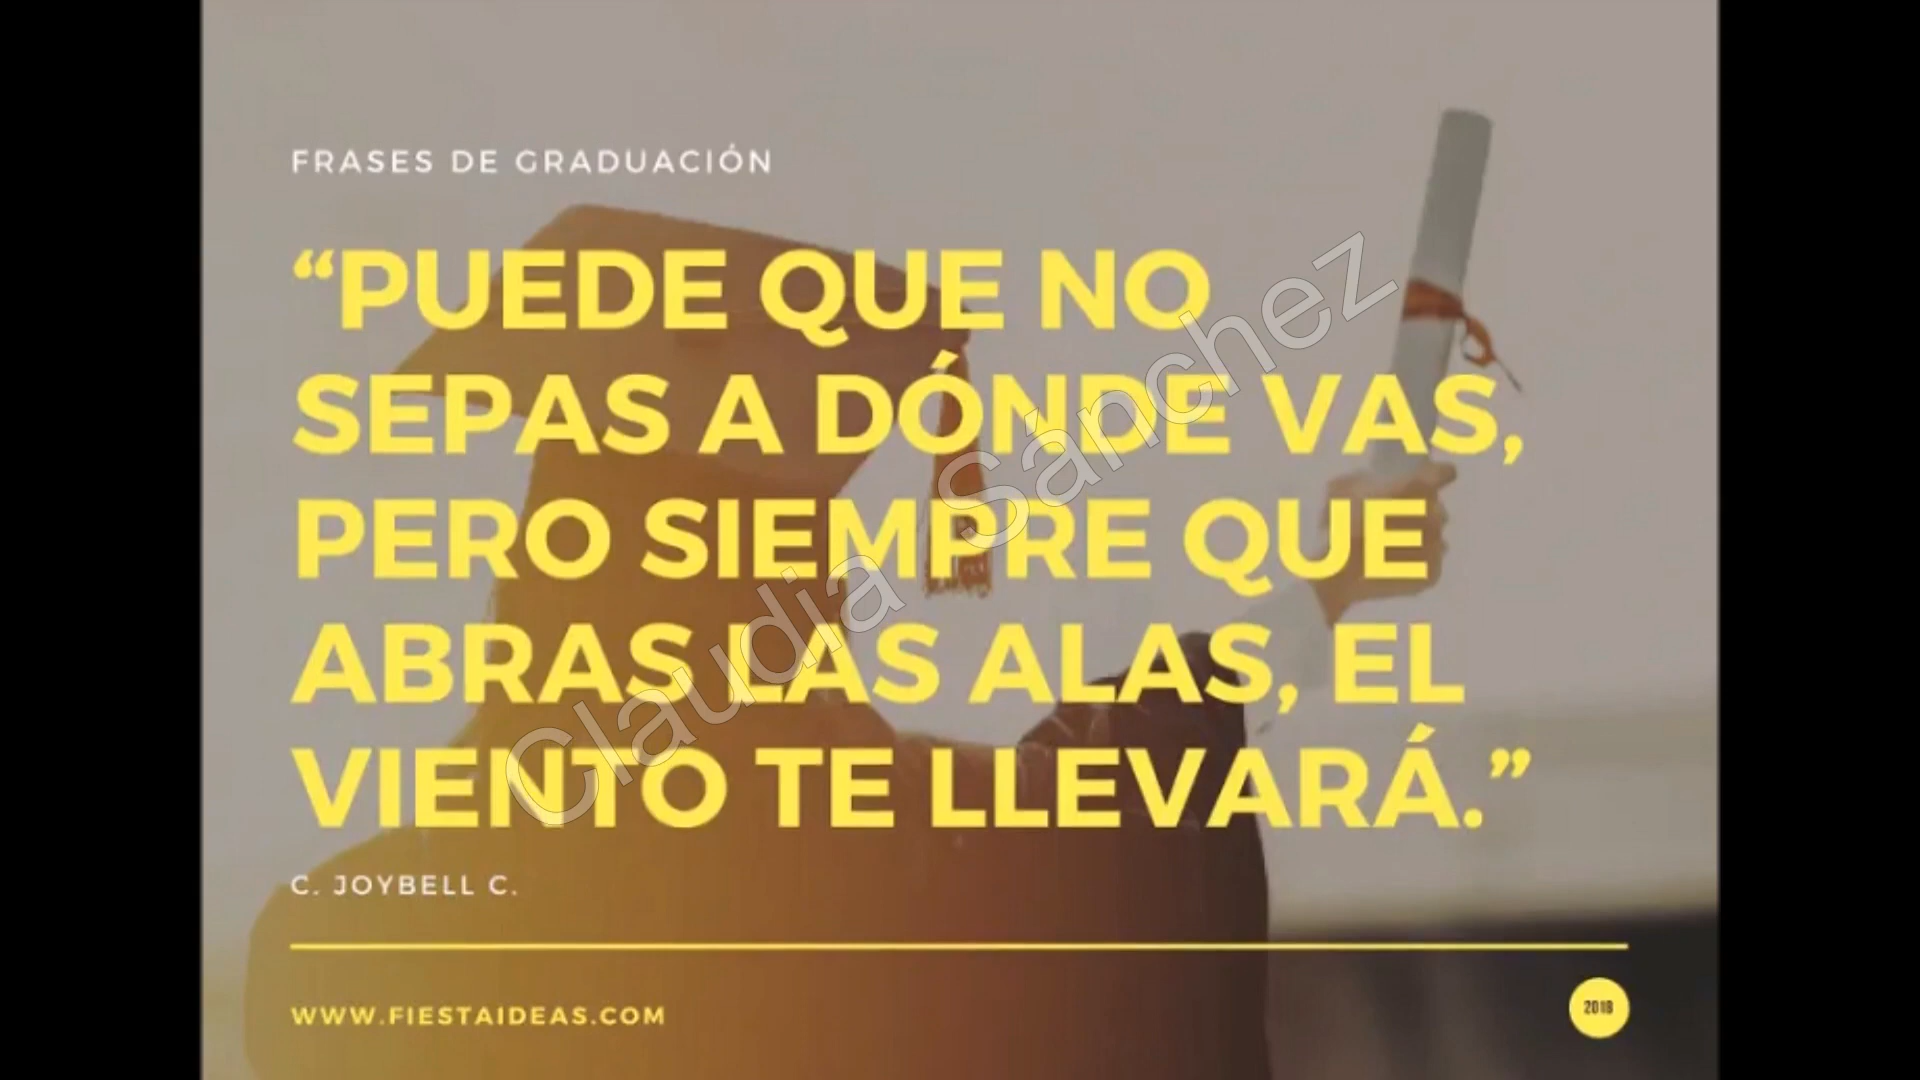 FRASES DE GRADUACIÓN
“PUEDE QUE NO
SEPAS A DÓNDE VAS,
PERO SIEMPRE QUE
ABRAS LAS ALAS, EL
VIENTO TE LLEVARÁ.”
C. JOYBELL C.
WWW.FIESTAIDEAS.COM
2018
Claudia Sánchez